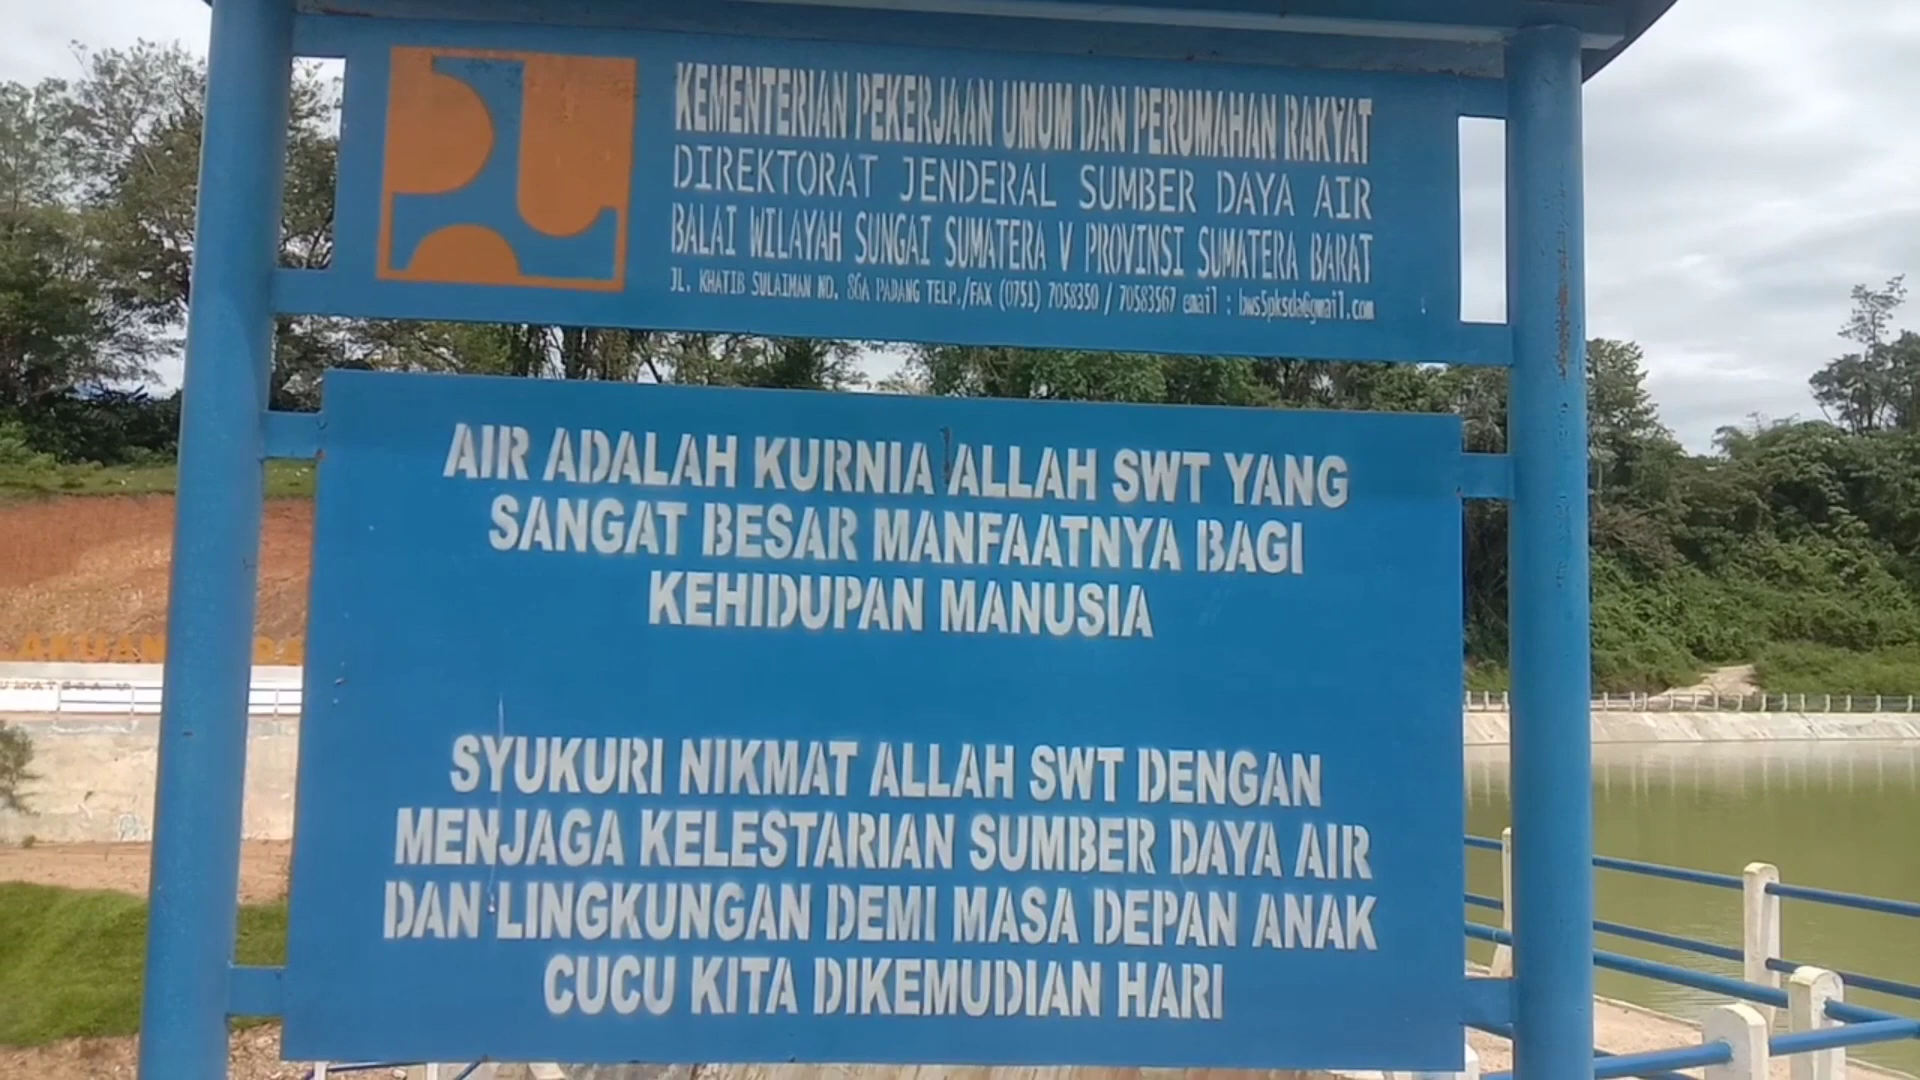 KEMENTERIAN PEKERJAAN UMUM DAN PERUMAHAN RAKYAT
DIREKTORAT JENDERAL SUMBER DAYA AIR
BALAI WILAYAH SUNGAI SUMATERA V PROVINSI SUMATERA BARAT
JL. KHATIB SULAIMAN NO. 86A PADANG TELP./FAX (0751) 7058350 / 70583567 email : bws5pksda@gmail.com
AIR ADALAH KURNIA ALLAH SWT YANG
SANGAT BESAR MANFAATNYA BAGI
KEHIDUPAN MANUSIA
SYUKURI NIKMAT ALLAH SWT DENGAN
MENJAGA KELESTARIAN SUMBER DAYA AIR
DAN LINGKUNGAN DEMI MASA DEPAN ANAK
CUCU KITA DIKEMUDIAN HARI